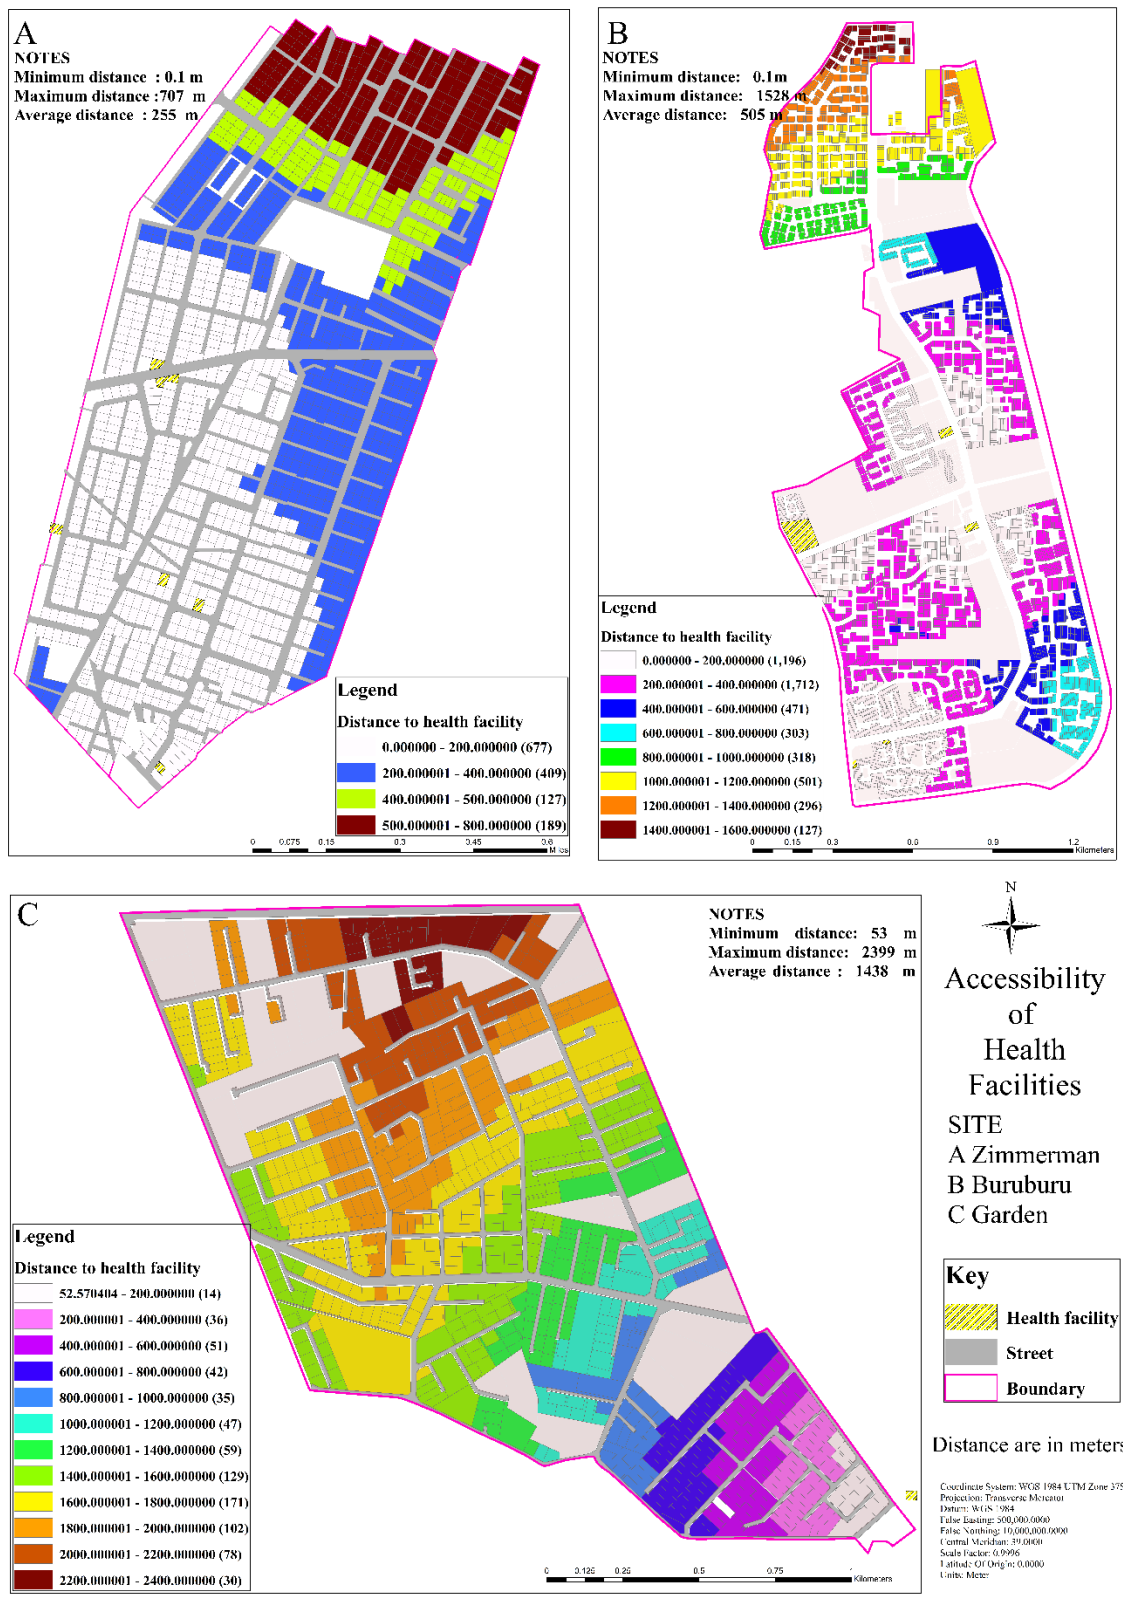 A
NOTES
Minimum distance : 0.1 m
Maximum distance :707 m
Average distance : 255 m
Legend
Distance to health facility
0.000000 - 200.000000 (677)
200.000001 - 400.000000 (409)
400.000001 - 500.000000 (127)
500.000001 - 800.000000 (189)
0 0.075 0.15 0.3 0.45 0.6
Miles
B
NOTES
Minimum distance: 0.1m
Maximum distance: 1528 m
Average distance: 505 m
Legend
Distance to health facility
0.000000 - 200.000000 (1,196)
200.000001 - 400.000000 (1,712)
400.000001 - 600.000000 (471)
600.000001 - 800.000000 (303)
800.000001 - 1000.000000 (318)
1000.000001 - 1200.000000 (501)
1200.000001 - 1400.000000 (296)
1400.000001 - 1600.000000 (127)
0 0.15 0.3 0.6 0.9 1.2
Kilometers
C
NOTES
Minimum distance: 53 m
Maximum distance: 2399 m
Average distance : 1438 m
Legend
Distance to health facility
52.570404 - 200.000000 (14)
200.000001 - 400.000000 (36)
400.000001 - 600.000000 (51)
600.000001 - 800.000000 (42)
800.000001 - 1000.000000 (35)
1000.000001 - 1200.000000 (47)
1200.000001 - 1400.000000 (59)
1400.000001 - 1600.000000 (129)
1600.000001 - 1800.000000 (171)
1800.000001 - 2000.000000 (102)
2000.000001 - 2200.000000 (78)
2200.000001 - 2400.000000 (30)
0 0.125 0.25 0.5 0.75 1
Kilometers
N
Accessibility
of
Health
Facilities
SITE
A Zimmerman
B Buruburu
C Garden
Key
Health facility
Street
Boundary
Distance are in meters
Coordinate System: WGS 1984 UTM Zone 37S
Projection: Transverse Mercator
Datum: WGS 1984
False Easting: 500,000.0000
False Northing: 10,000,000.0000
Central Meridian: 39.0000
Scale Factor: 0.9996
Latitude Of Origin: 0.0000
Units: Meter